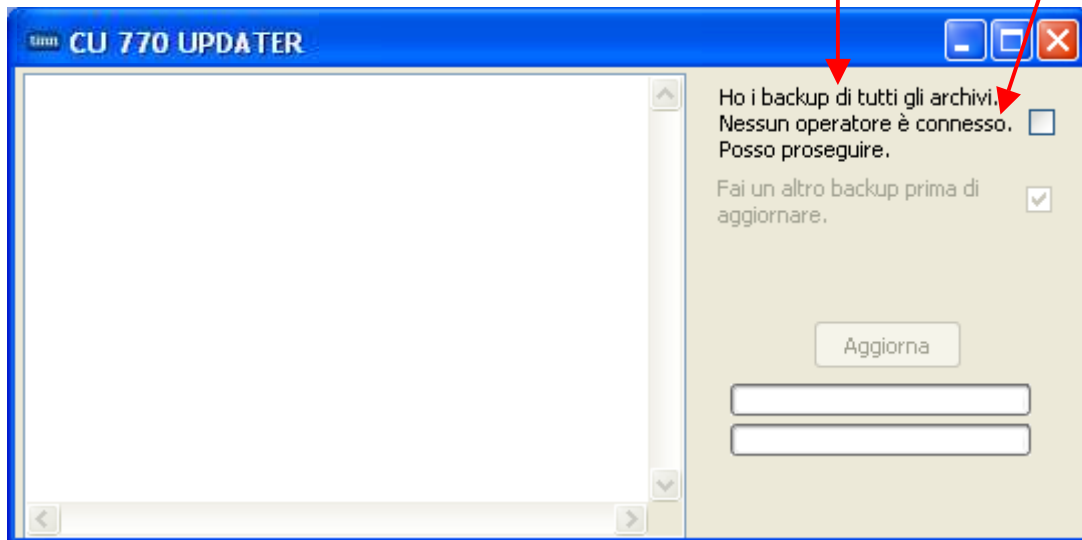 tinn CU 770 UPDATER
Ho i backup di tutti gli archivi.
Nessun operatore è connesso.
Posso proseguire.
Fai un altro backup prima di
aggiornare.
Aggiorna